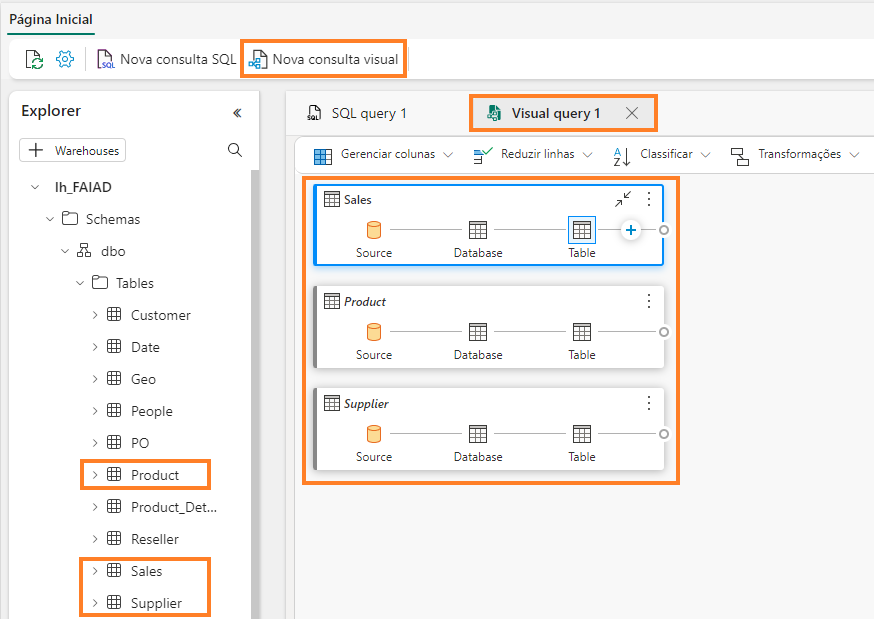 Página Inicial
Nova consulta SQL
Nova consulta visual
Explorer
Warehouses
lh_FAIAD
Schemas
dbo
Tables
Customer
Date
Geo
People
PO
Product
Product_Det...
Reseller
Sales
Supplier
SQL query 1
Visual query 1
Gerenciar colunas
Reduzir linhas
Classificar
Transformações
Sales
Source
Database
Table
Product
Source
Database
Table
Supplier
Source
Database
Table